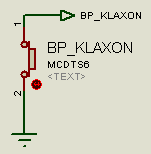 BP_KLAXON
1
BP_KLAXON
MCDTS6
<TEXT>
2